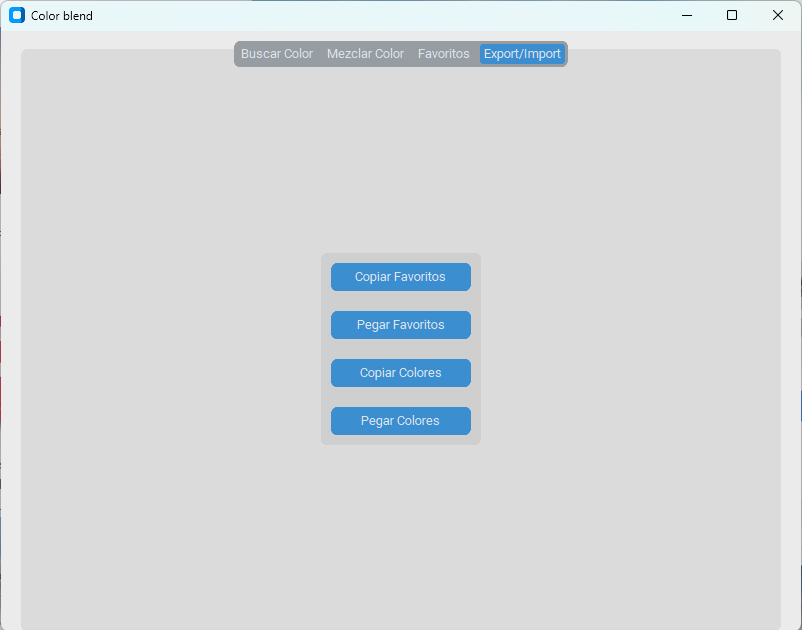 Color blend
Buscar Color Mezclar Color Favoritos Export/Import
Copiar Favoritos
Pegar Favoritos
Copiar Colores
Pegar Colores